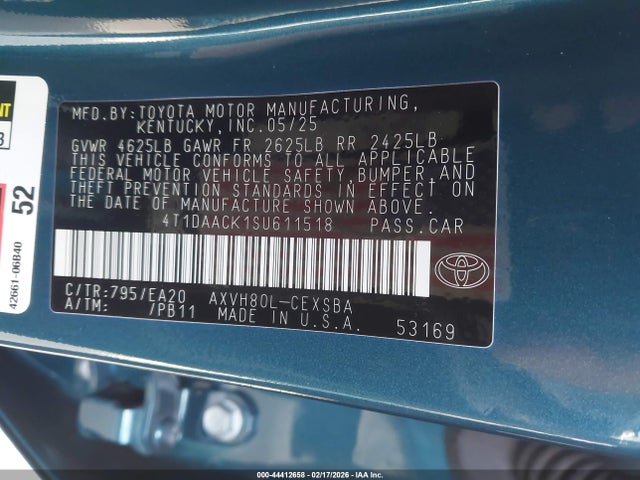 MFD.BY:TOYOTA MOTOR MANUFACTURING,
KENTUCKY, INC.05/25
GVWR 4625LB GAWR FR 2625LB RR 2425LB
THIS VEHICLE CONFORMS TO ALL APPLICABLE
FEDERAL MOTOR VEHICLE SAFETY, BUMPER, AND
THEFT PREVENTION STANDARDS IN EFFECT ON
THE DATE OF MANUFACTURE SHOWN ABOVE.
4T1DAACK1SU611518 PASS.CAR
C/TR:795/EA20 AXVH80L-CEXSBA
A/TM: /PB11 MADE IN U.S.A. 53169
52
42661-06B40
00-44412658 - 02/17/2026 - IAA Inc.